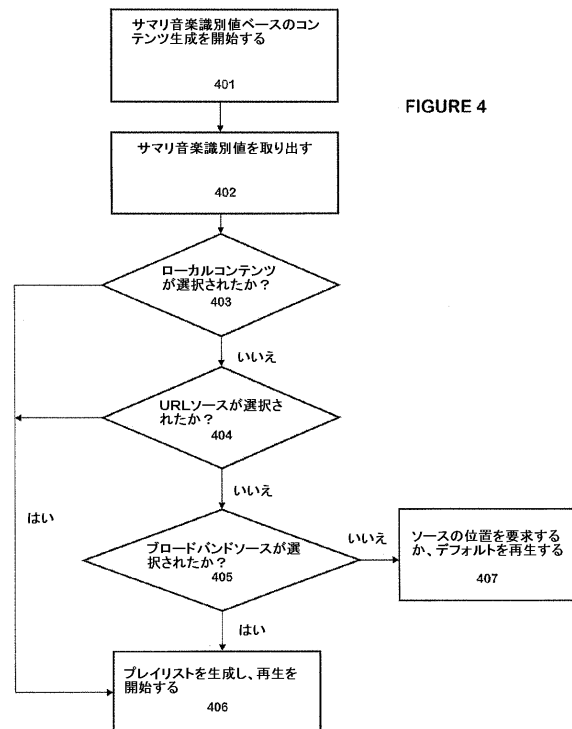 サマリ音楽識別値ベースのコン
テンツ生成を開始する
401
FIGURE 4
サマリ音楽識別値を取り出す
402
ローカルコンテンツ
が選択されたか？
403
いいえ
URLソースが選択さ
れたか？
404
いいえ
はい
ブロードバンドソースが選
択されたか？
405
いいえ
ソースの位置を要求する
か、デフォルトを再生する
407
はい
プレイリストを生成し、再生を
開始する
406